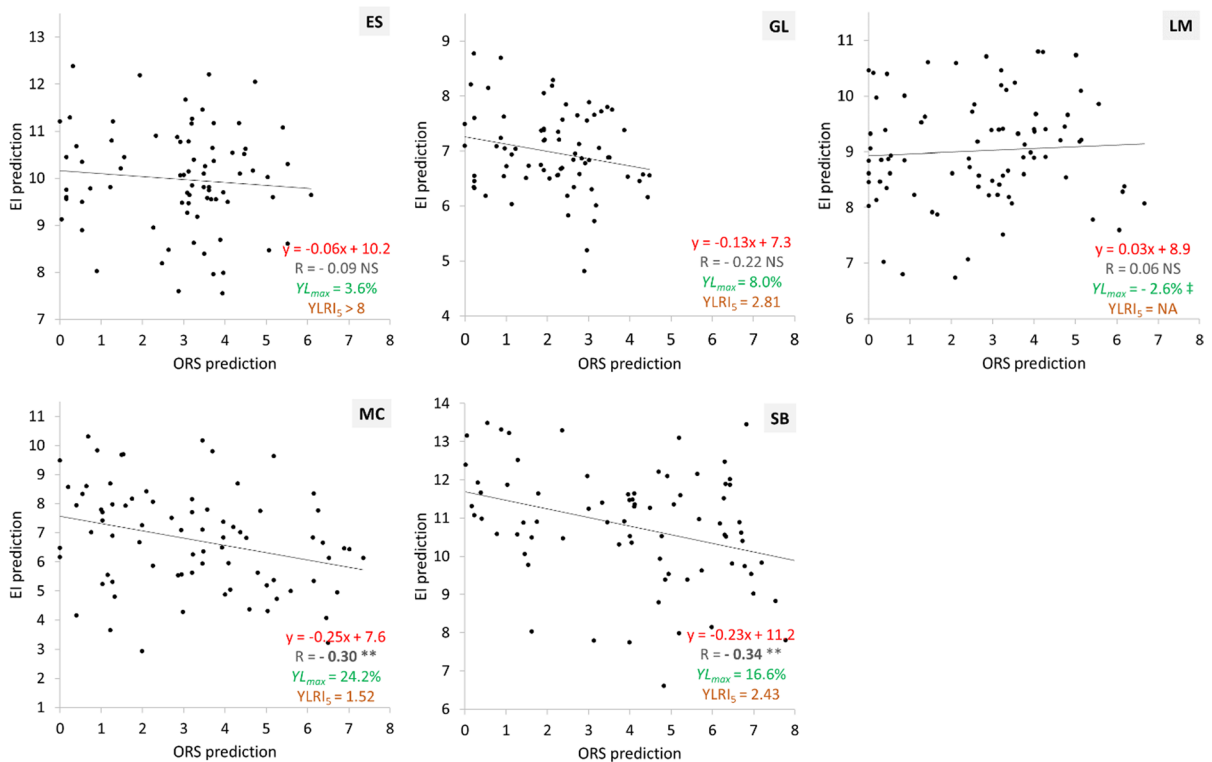 ES
13
12
11
10
9
8
7
EI prediction
0 1 2 3 4 5 6 7 8
ORS prediction
y = -0.06x + 10.2
R = - 0.09 NS
YLmax = 3.6%
YLRI5 > 8
GL
9
8
7
6
5
4
EI prediction
0 1 2 3 4 5 6 7 8
ORS prediction
y = -0.13x + 7.3
R = - 0.22 NS
YLmax = 8.0%
YLRI5 = 2.81
LM
11
10
9
8
7
6
EI prediction
0 1 2 3 4 5 6 7 8
ORS prediction
y = 0.03x + 8.9
R = 0.06 NS
YLmax = - 2.6% ‡
YLRI5 = NA
MC
11
10
9
8
7
6
5
4
3
2
1
EI prediction
0 1 2 3 4 5 6 7 8
ORS prediction
y = -0.25x + 7.6
R = - 0.30 **
YLmax = 24.2%
YLRI5 = 1.52
SB
14
13
12
11
10
9
8
7
6
EI prediction
0 1 2 3 4 5 6 7 8
ORS prediction
y = -0.23x + 11.2
R = - 0.34 **
YLmax = 16.6%
YLRI5 = 2.43